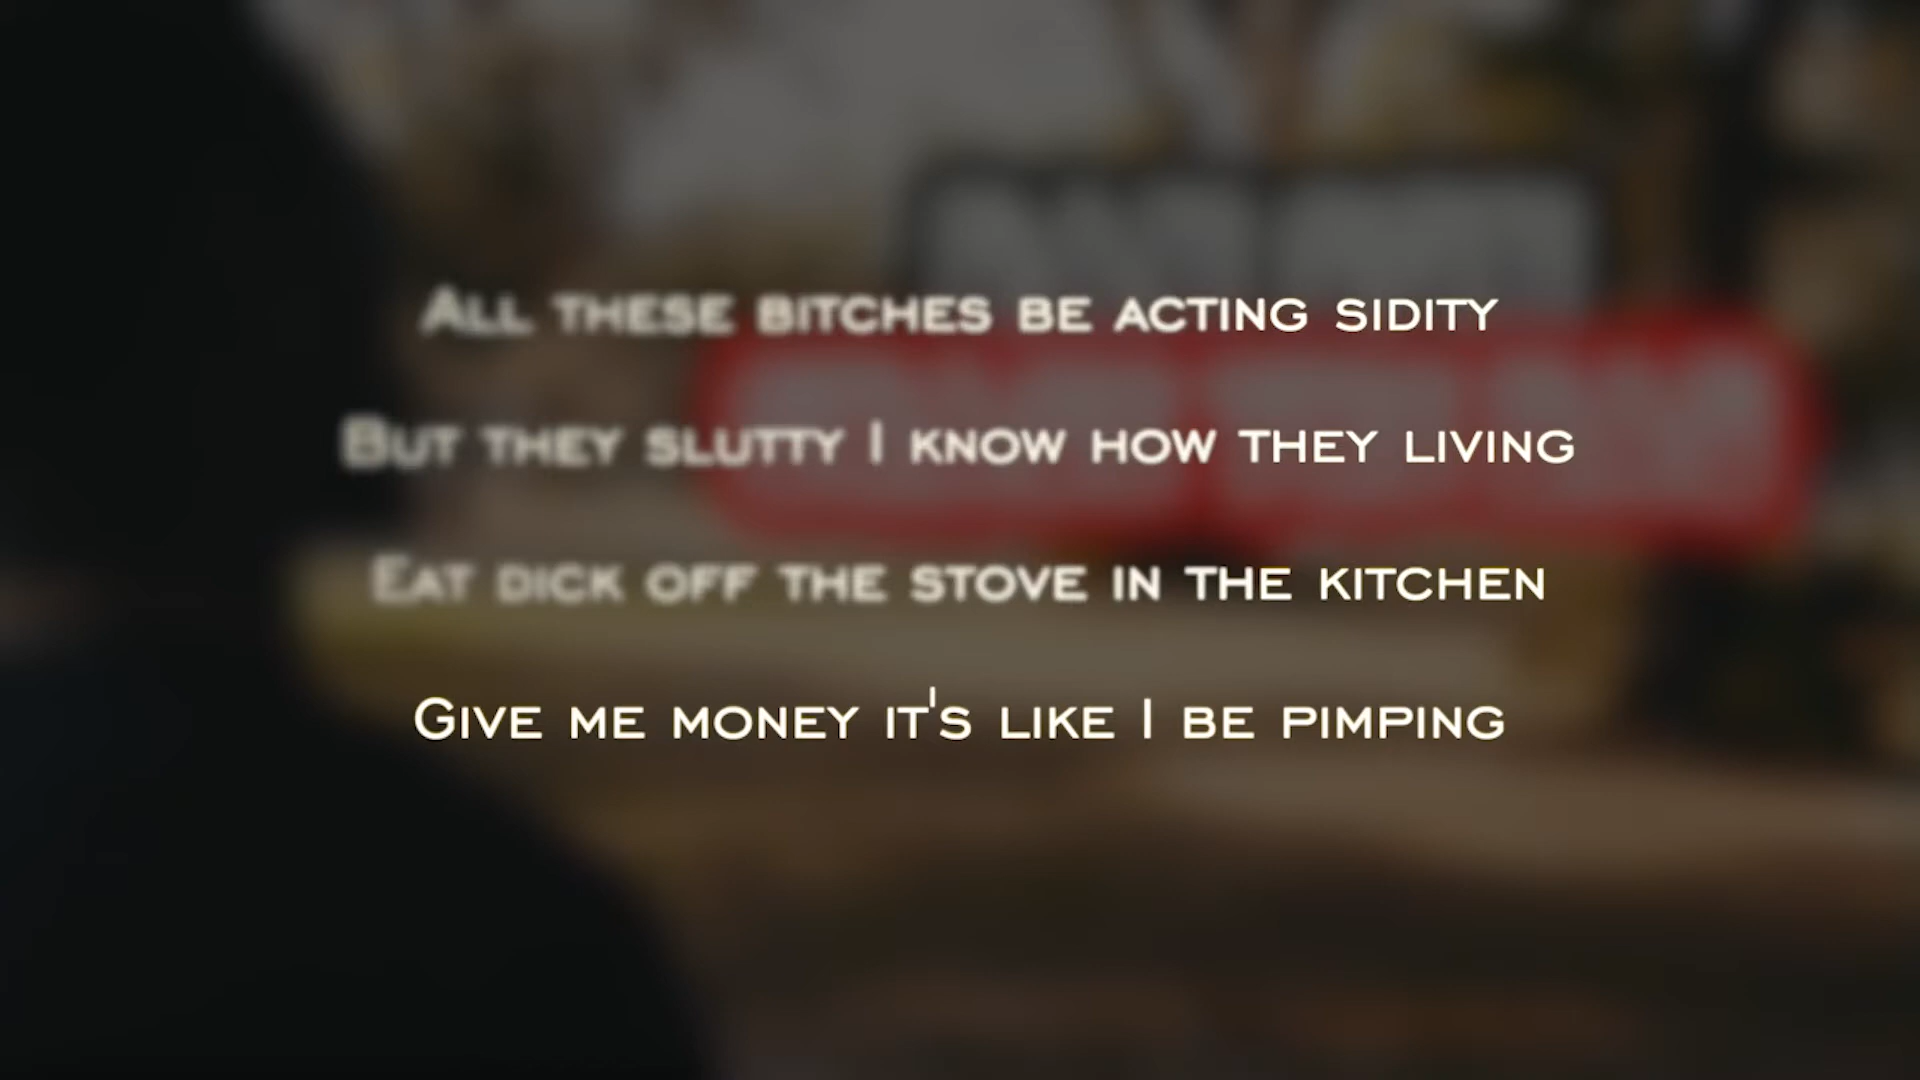 All these bitches be acting sidity
But they slutty I know how they living
Eat dick off the stove in the kitchen
Give me money it's like I be pimping